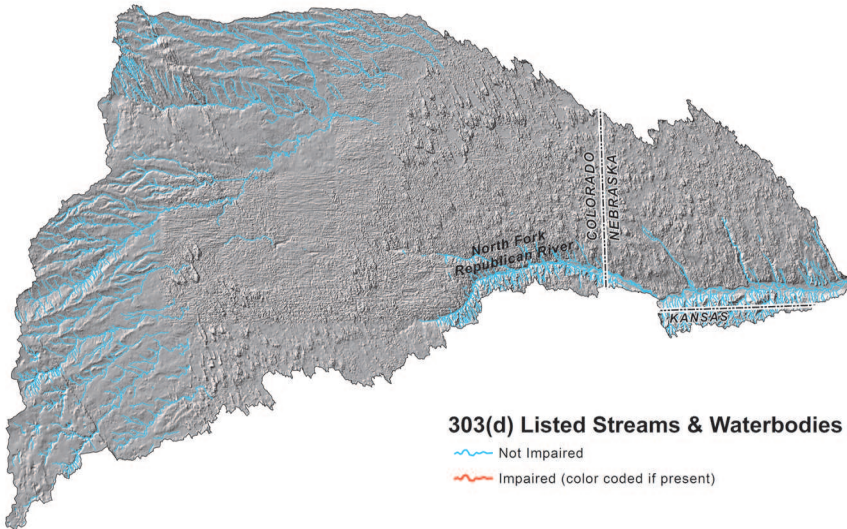 COLORADO
NEBRASKA
North Fork
Republican River
KANSAS
303(d) Listed Streams & Waterbodies
Not Impaired
Impaired (color coded if present)